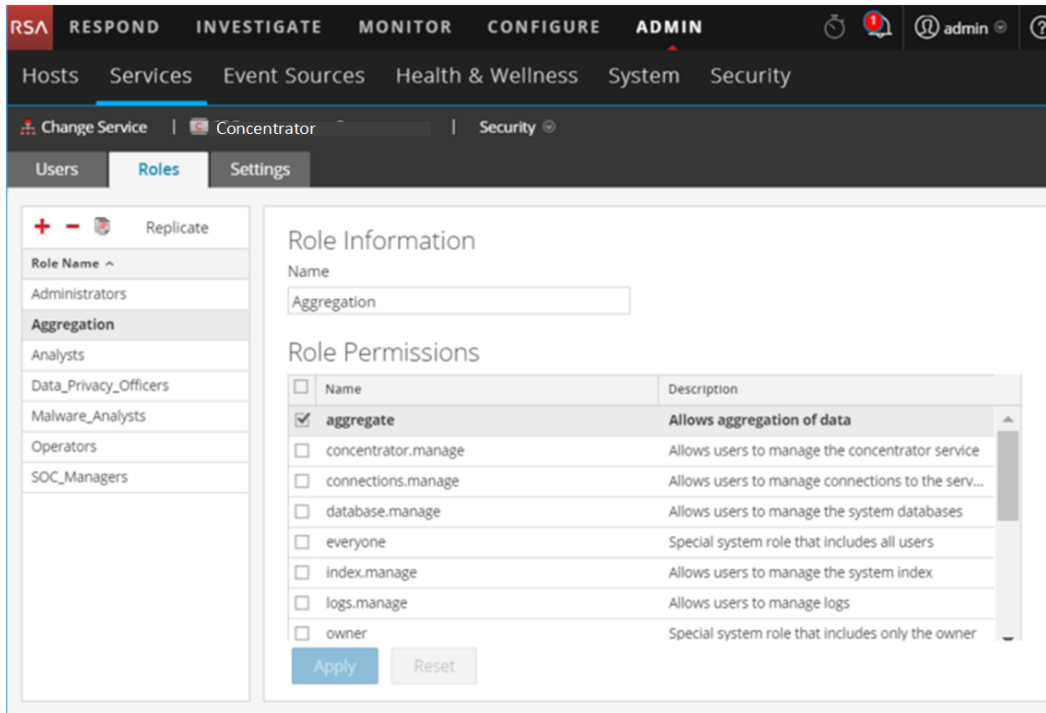 RSA RESPOND INVESTIGATE MONITOR CONFIGURE ADMIN 1 admin ?
Hosts Services Event Sources Health & Wellness System Security
Change Service | C Concentrator | Security
Users Roles Settings
Replicate
Role Name
Administrators
Aggregation
Analysts
Data_Privacy_Officers
Malware_Analysts
Operators
SOC_Managers
Role Information
Name
Aggregation
Role Permissions
Name Description
aggregate Allows aggregation of data
concentrator.manage Allows users to manage the concentrator service
connections.manage Allows users to manage connections to the serv...
database.manage Allows users to manage the system databases
everyone Special system role that includes all users
index.manage Allows users to manage the system index
logs.manage Allows users to manage logs
owner Special system role that includes only the owner
Apply Reset